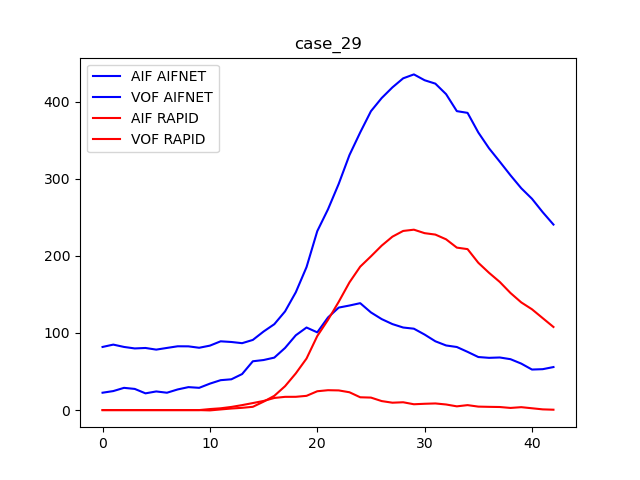 case_29
AIF AIFNET
VOF AIFNET
AIF RAPID
VOF RAPID
400
300
200
100
0
0 10 20 30 40